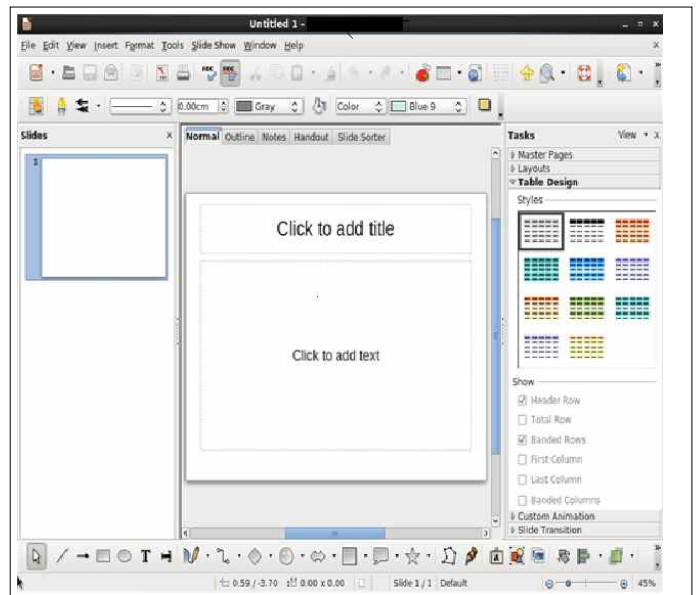 Untitled 1 -
File Edit View Insert Format Tools Slide Show Window Help
0.00cm Gray Color Blue 9
Slides
Normal Outline Notes Handout Slide Sorter
Tasks View
1
Master Pages
Layouts
Table Design
Styles
Click to add title
Click to add text
Show
Header Row
Total Row
Banded Rows
First Column
Last Column
Banded Columns
Custom Animation
Slide Transition
T
0.59 / -3.70 0.00 x 0.00 Slide 1 / 1 Default 45%